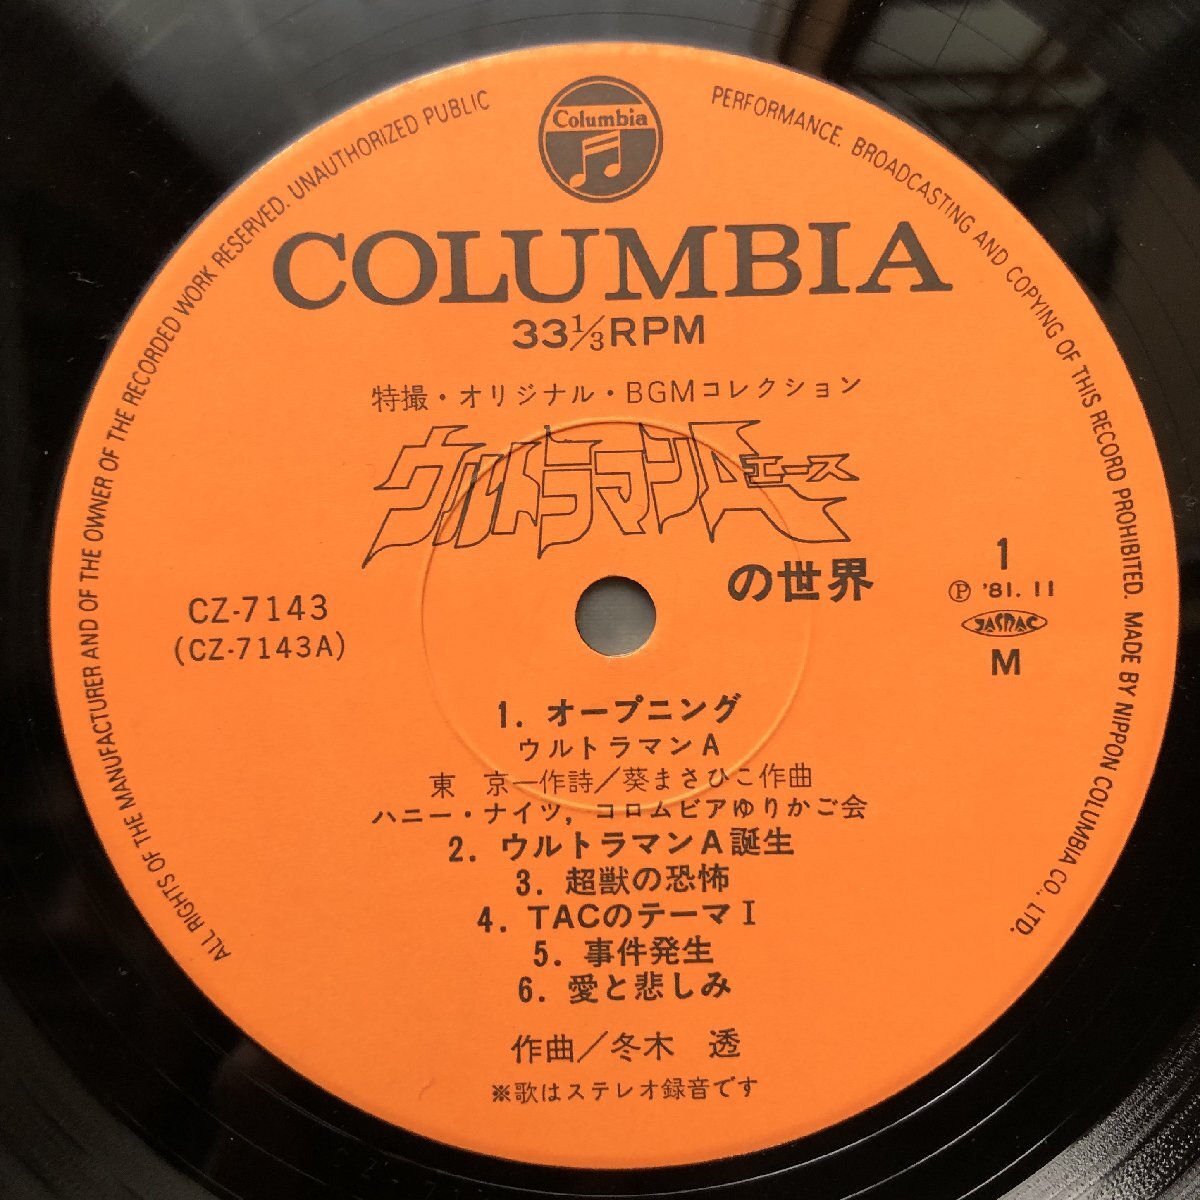 ALL RIGHTS OF THE MANUFACTURER AND OF THE OWNER OF THE RECORDED WORK RESERVED. UNAUTHORIZED PUBLIC PERFORMANCE. BROADCASTING AND COPYING OF THIS RECORD PROHIBITED. MADE BY NIPPON COLUMBIA CO., LTD.
Columbia
COLUMBIA
33 1/3 RPM
特撮・オリジナル・BGMコレクション
ウルトラマンA エース
の世界
CZ-7143
(CZ-7143A)
1
Ⓟ '81.11
JASRAC
M
1. オープニング
ウルトラマンA
東 京一作詩/葵まさひこ作曲
ハニー・ナイツ, コロムビアゆりかご会
2. ウルトラマンA誕生
3. 超獣の恐怖
4. TACのテーマI
5. 事件発生
6. 愛と悲しみ
作曲/冬木 透
※歌はステレオ録音です